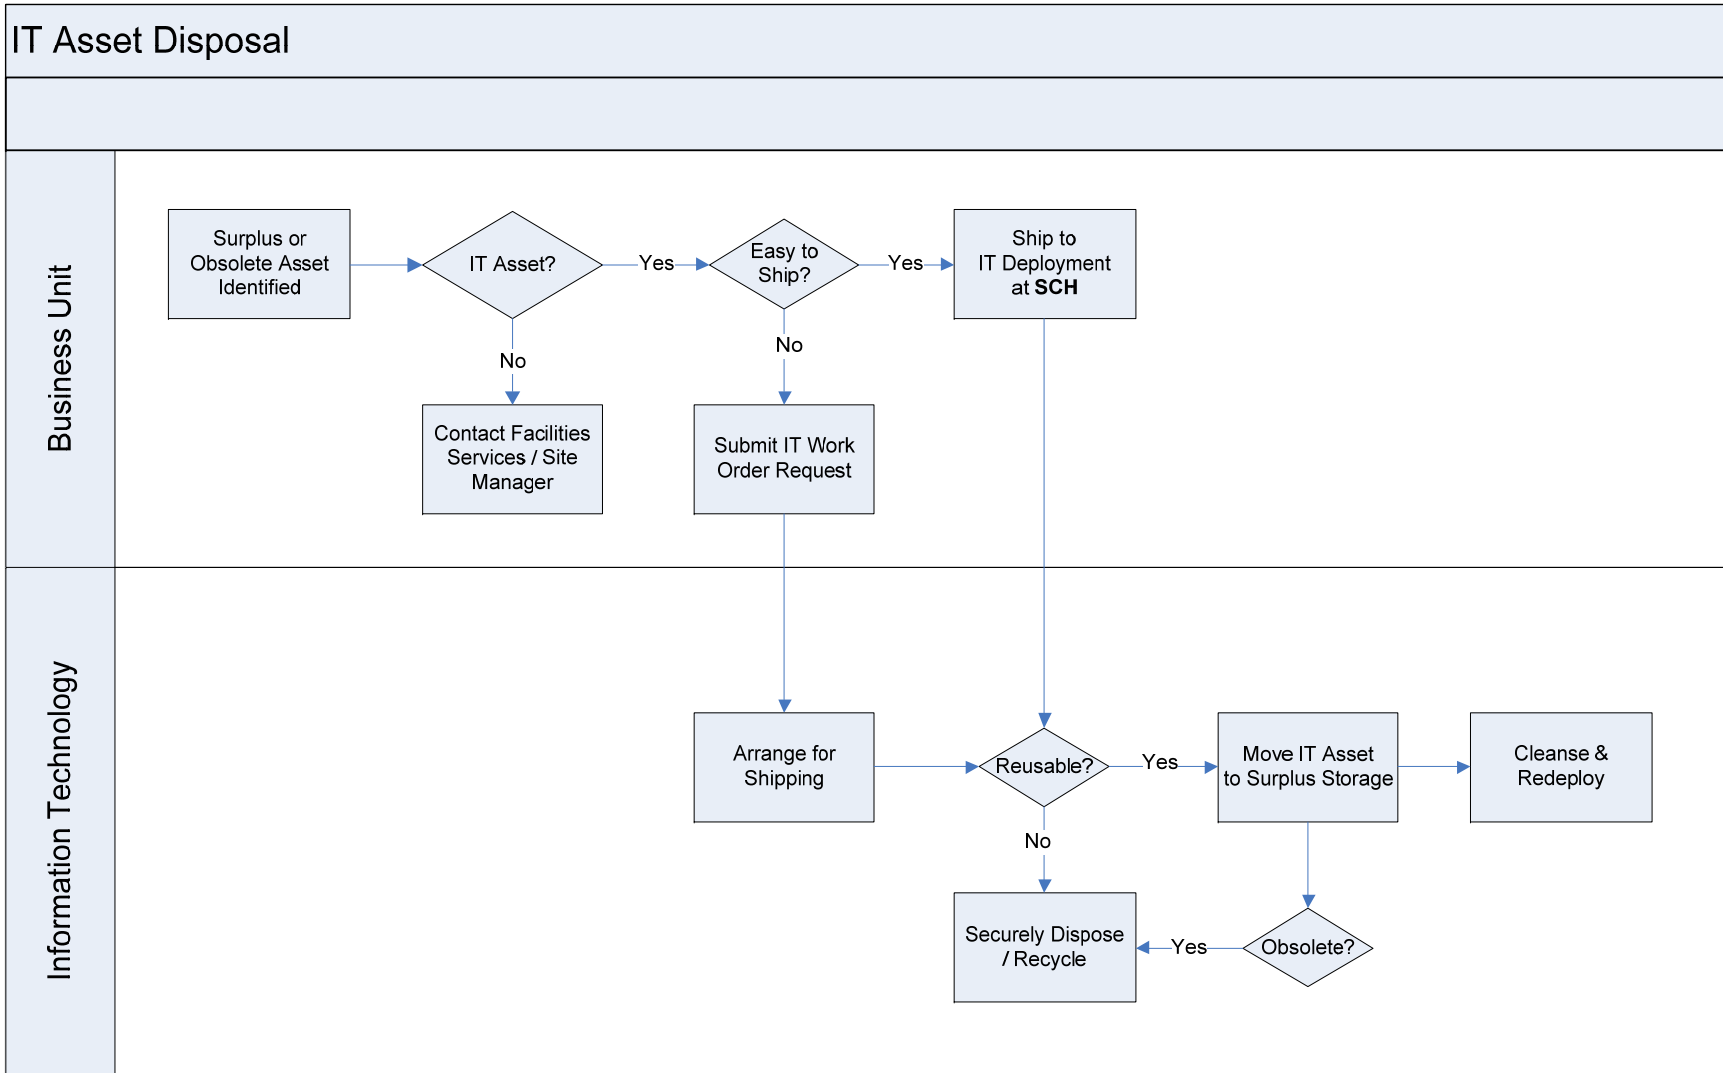 IT Asset Disposal
Business Unit
Surplus or
Obsolete Asset
Identified
IT Asset?
Yes
Easy to
Ship?
Yes
Ship to
IT Deployment
at SCH
No
No
Contact Facilities
Services / Site
Manager
Submit IT Work
Order Request
Information Technology
Arrange for
Shipping
Reusable?
Yes
Move IT Asset
to Surplus Storage
Cleanse &
Redeploy
No
Securely Dispose
/ Recycle
Yes
Obsolete?